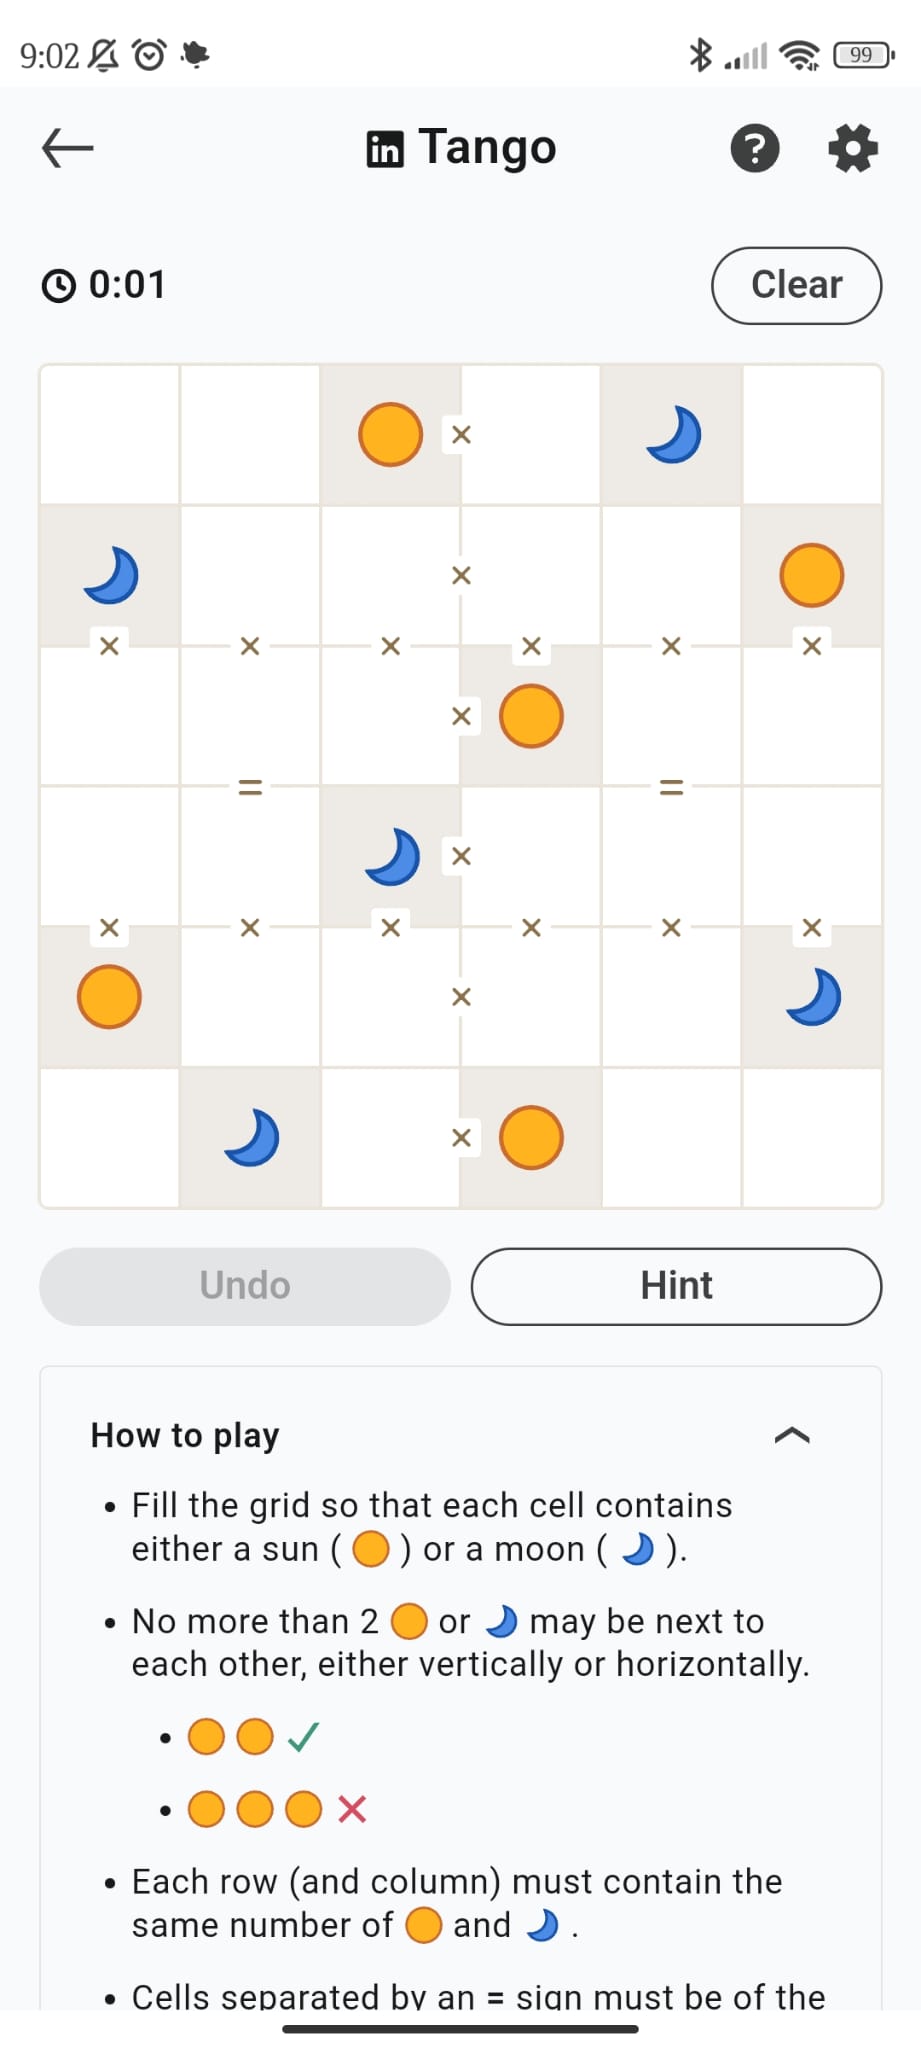 9:02
99
in Tango
?
0:01
Clear
×
×
× × × × × ×
×
= =
×
× × × × × ×
×
×
Undo
Hint
How to play
• Fill the grid so that each cell contains
either a sun ( ) or a moon ( ).
• No more than 2 or may be next to
each other, either vertically or horizontally.
• Each row (and column) must contain the
same number of and .
• Cells separated by an = sign must be of the